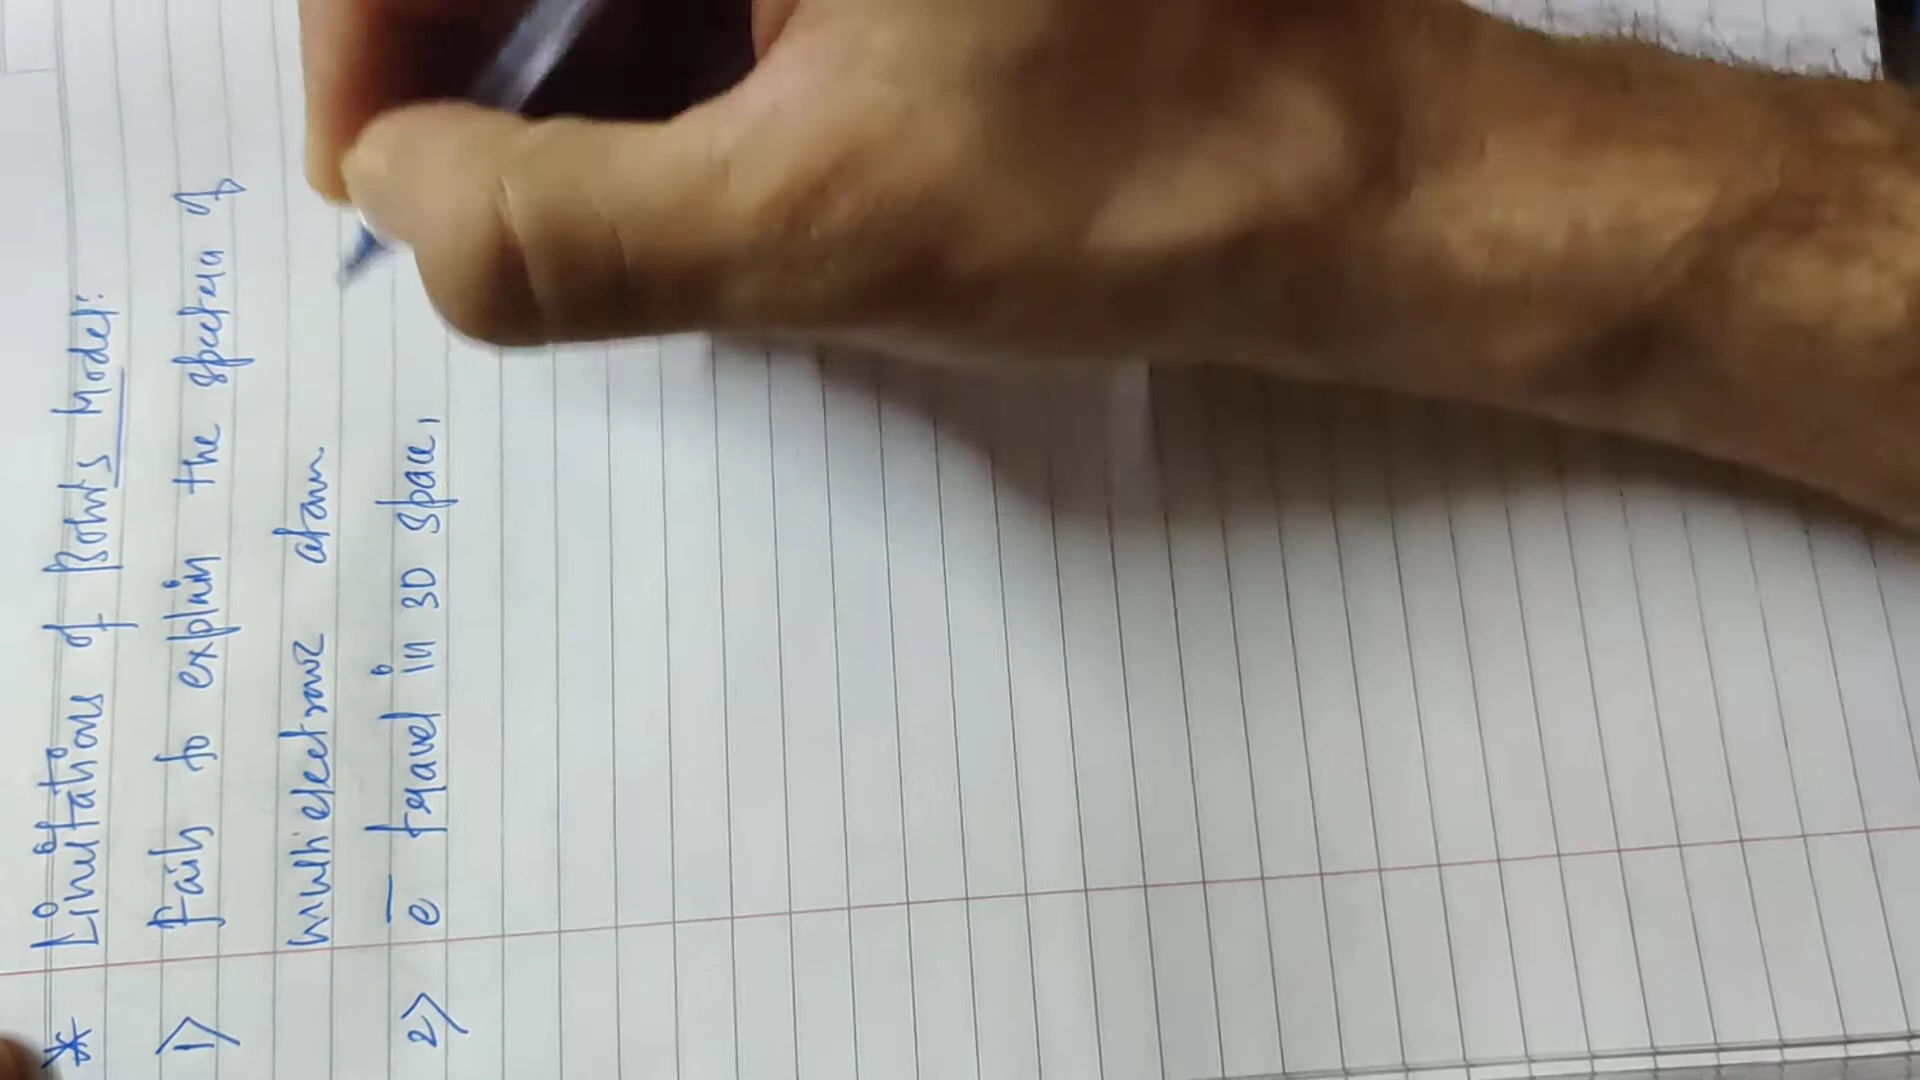 * Limitations of Bohr's Model:
1) Fails to explain the spectra of
multielectronic atom
2) e⁻ travel in 3D space,